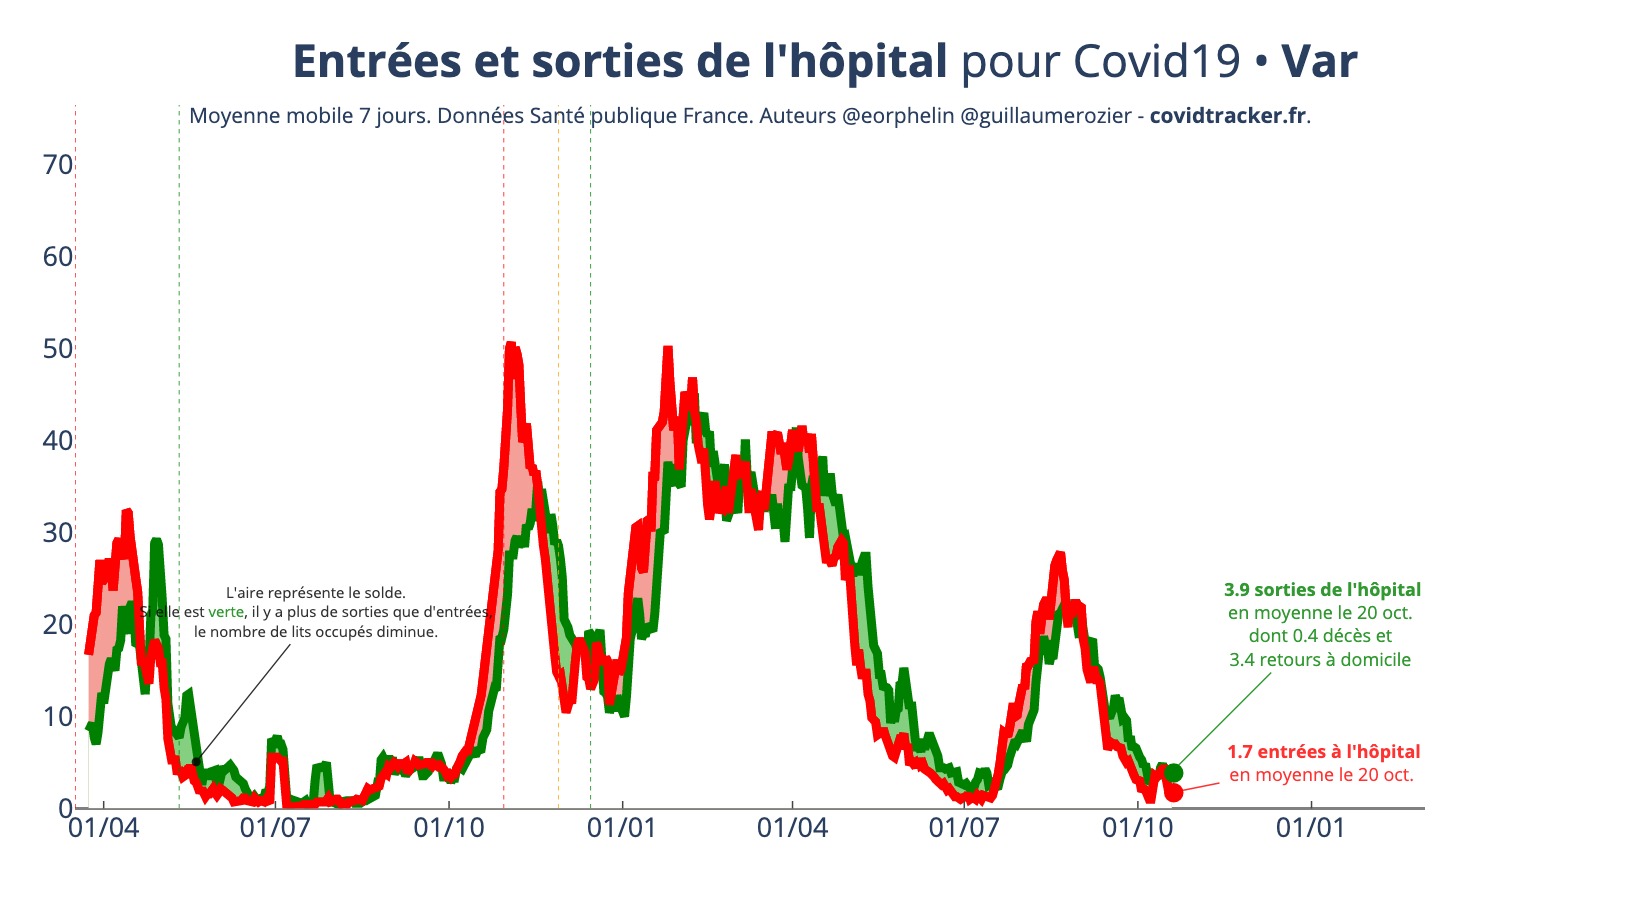 Entrées et sorties de l'hôpital pour Covid19 • Var
Moyenne mobile 7 jours. Données Santé publique France. Auteurs @eorphelin @guillaumerozier - covidtracker.fr.
70
60
50
40
30
20
10
0
L'aire représente le solde.
Si elle est verte, il y a plus de sorties que d'entrées,
le nombre de lits occupés diminue.
3.9 sorties de l'hôpital
en moyenne le 20 oct.
dont 0.4 décès et
3.4 retours à domicile
1.7 entrées à l'hôpital
en moyenne le 20 oct.
01/04 01/07 01/10 01/01 01/04 01/07 01/10 01/01